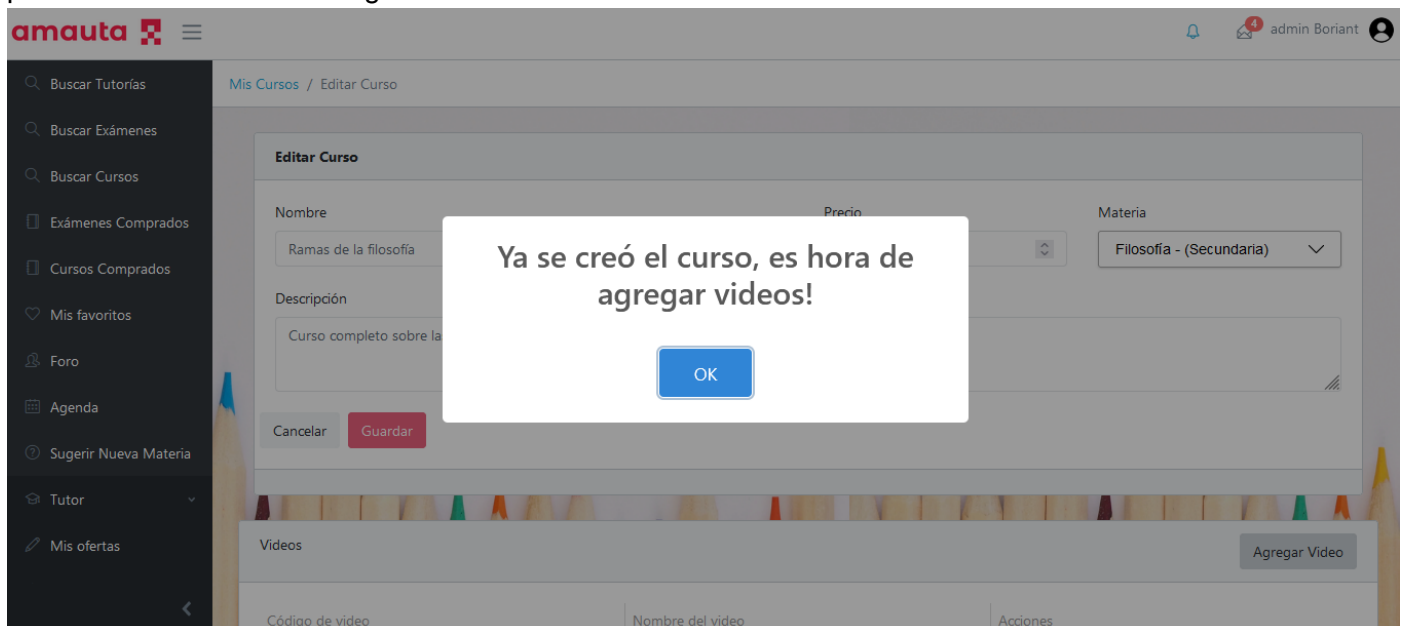 amauta
4
admin Boriant
Buscar Tutorías
Mis Cursos / Editar Curso
Buscar Exámenes
Editar Curso
Buscar Cursos
Nombre
Precio
Materia
Exámenes Comprados
Ramas de la filosofía
Filosofía - (Secundaria)
Ya se creó el curso, es hora de
agregar videos!
Cursos Comprados
Descripción
Mis favoritos
Curso completo sobre la
Foro
OK
Agenda
Cancelar
Guardar
Sugerir Nueva Materia
Tutor
Mis ofertas
Videos
Agregar Video
Código de video
Nombre del video
Acciones